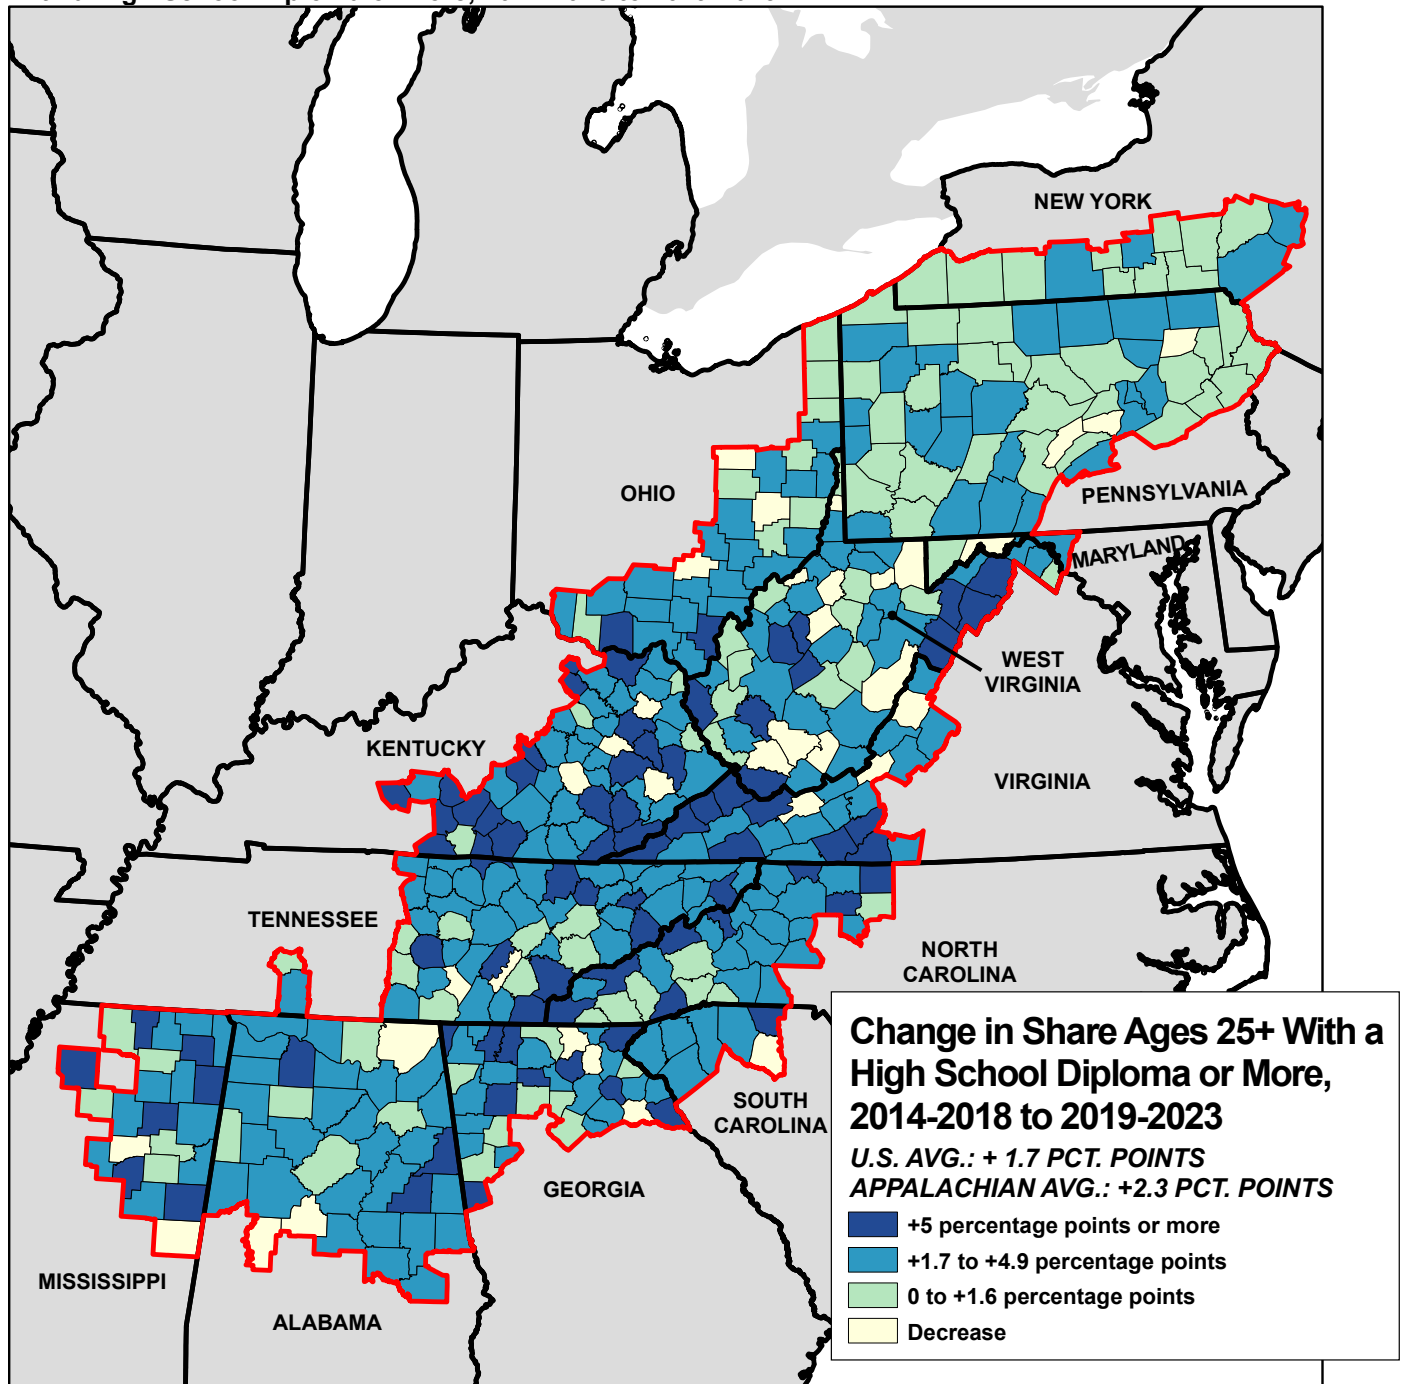 NEW YORK
OHIO
PENNSYLVANIA
MARYLAND
WEST
VIRGINIA
KENTUCKY
VIRGINIA
TENNESSEE
NORTH
CAROLINA
Change in Share Ages 25+ With a
High School Diploma or More,
2014-2018 to 2019-2023
U.S. AVG.: + 1.7 PCT. POINTS
APPALACHIAN AVG.: +2.3 PCT. POINTS
+5 percentage points or more
+1.7 to +4.9 percentage points
0 to +1.6 percentage points
Decrease
SOUTH
CAROLINA
GEORGIA
MISSISSIPPI
ALABAMA